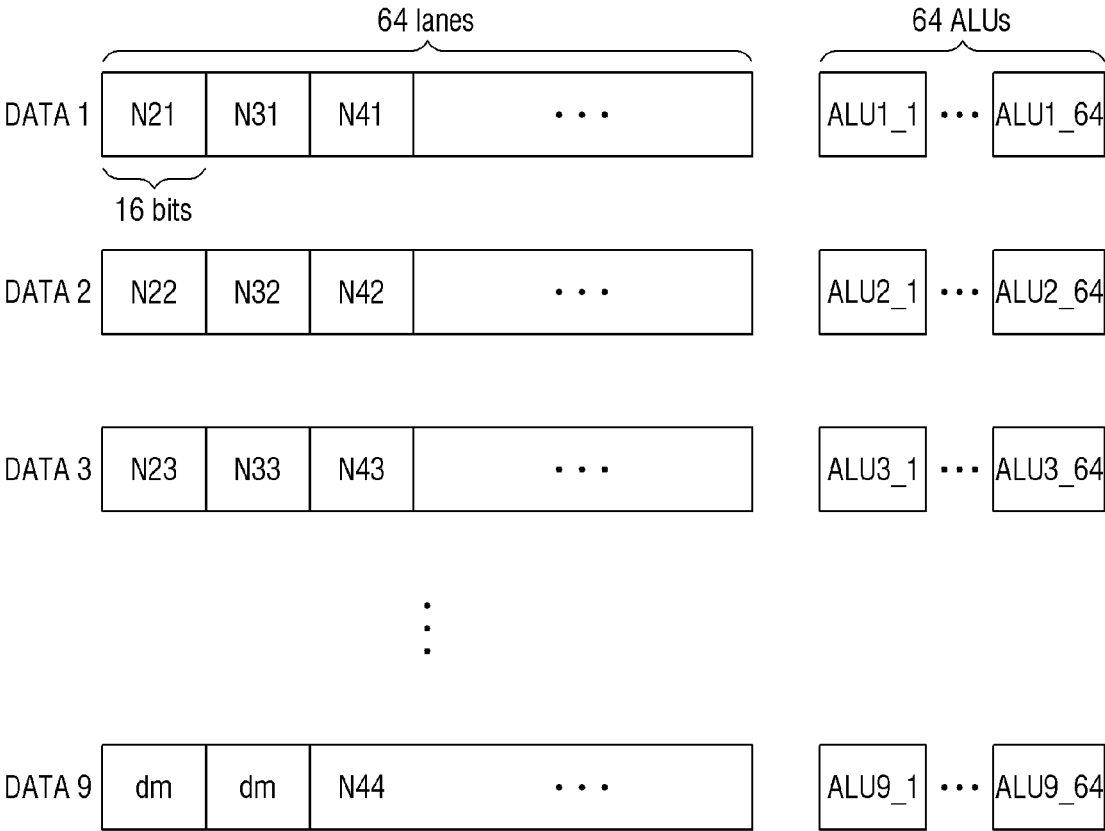 64 lanes 64 ALUs
DATA 1 N21 N31 N41 ··· ALU1_1 ··· ALU1_64
16 bits
DATA 2 N22 N32 N42 ··· ALU2_1 ··· ALU2_64
DATA 3 N23 N33 N43 ··· ALU3_1 ··· ALU3_64
DATA 9 dm dm N44 ··· ALU9_1 ··· ALU9_64